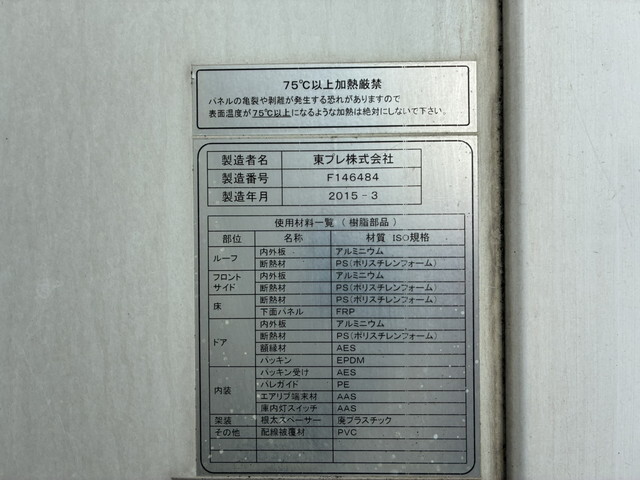 75℃以上加熱厳禁
パネルの亀裂や剥離が発生する恐れがありますので
表面温度が75℃以上になるような加熱は絶対にしないで下さい。
製造者名 東プレ株式会社
製造番号 F146484
製造年月 2015-3
使用材料一覧（樹脂部品）
部位 名称 材質 ISO規格
ルーフ 内外板 アルミニウム
断熱材 PS(ポリスチレンフォーム)
フロントサイド 内外板 アルミニウム
断熱材 PS(ポリスチレンフォーム)
床 断熱材 PS(ポリスチレンフォーム)
下面パネル FRP
ドア 内外板 アルミニウム
断熱材 PS(ポリスチレンフォーム)
額縁材 AES
パッキン EPDM
内装 パッキン受け AES
パレガイド PE
エアリブ端末材 AAS
庫内灯スイッチ AAS
架装 根太スペーサー 廃プラスチック
その他 配線被覆材 PVC